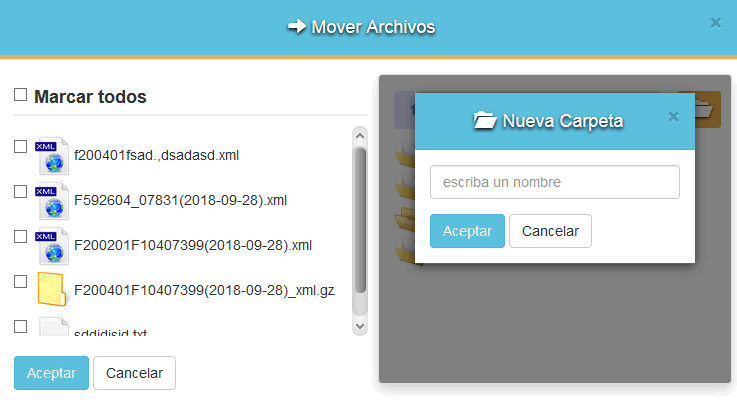 Mover Archivos
×
Marcar todos
XML
f200401fsad.,dsadasd.xml
XML
F592604_07831(2018-09-28).xml
XML
F200201F10407399(2018-09-28).xml
F200401F10407399(2018-09-28)_xml.gz
sddjdjsjd.txt
Aceptar Cancelar
Nueva Carpeta
×
escriba un nombre
Aceptar Cancelar